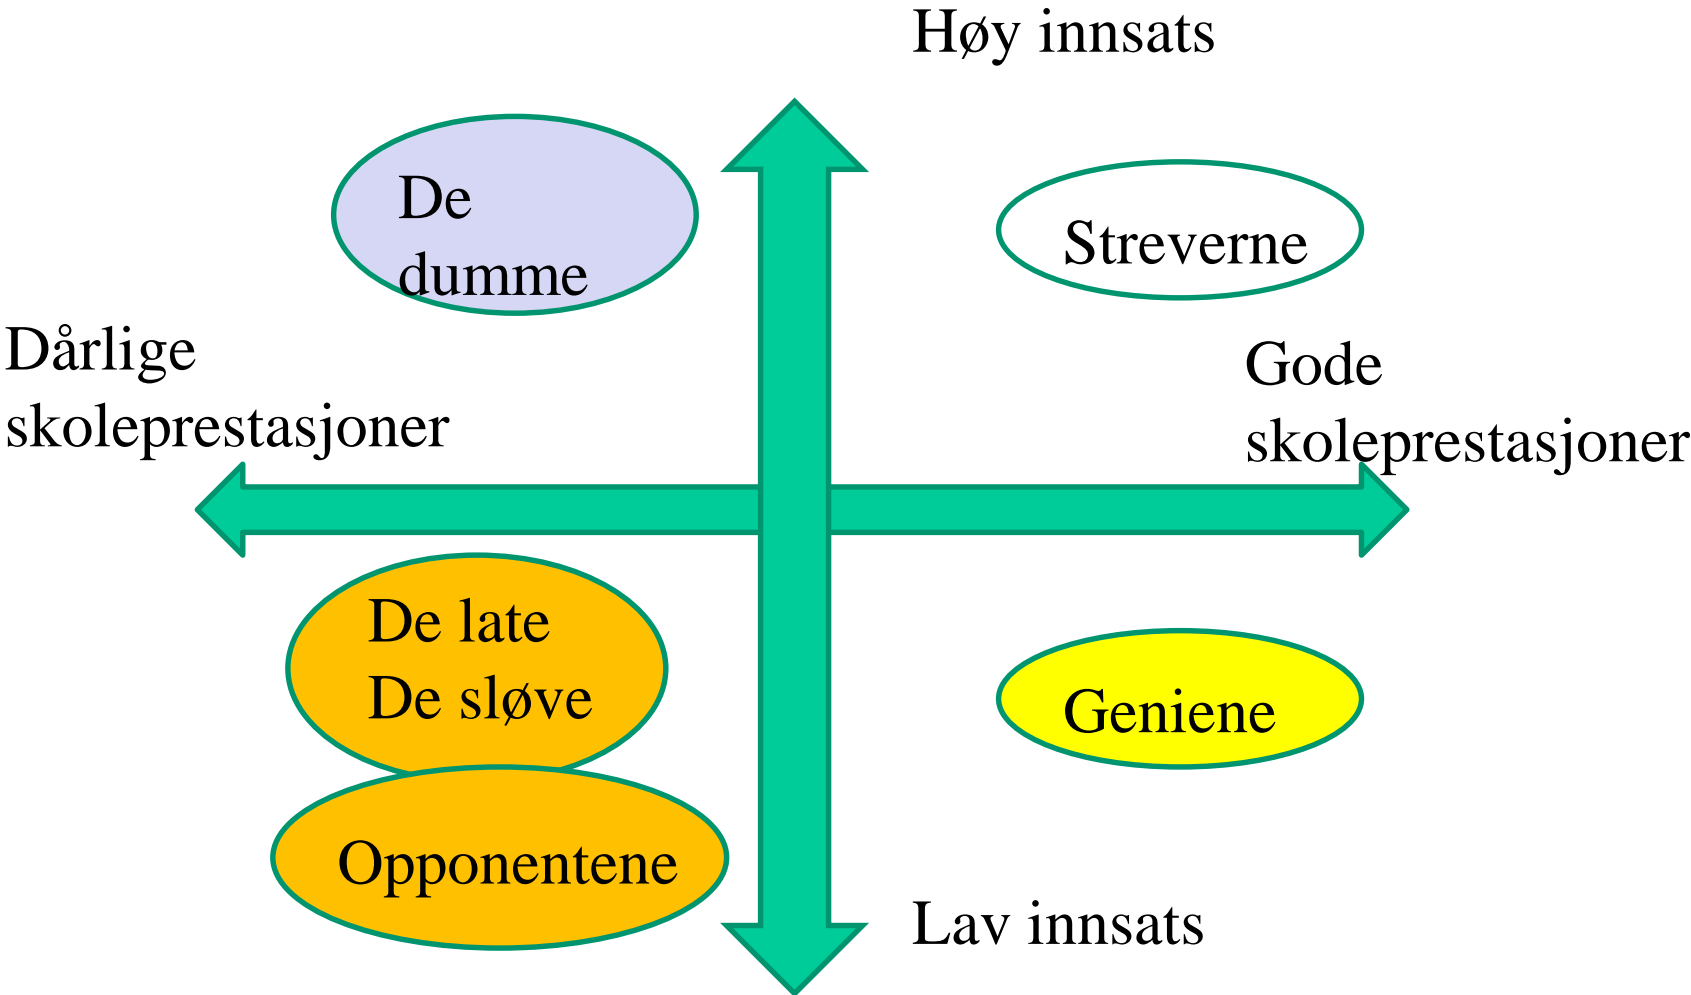 Høy innsats
De
dumme
Streverne
Dårlige
skoleprestasjoner
Gode
skoleprestasjoner
De late
De sløve
Geniene
Opponentene
Lav innsats